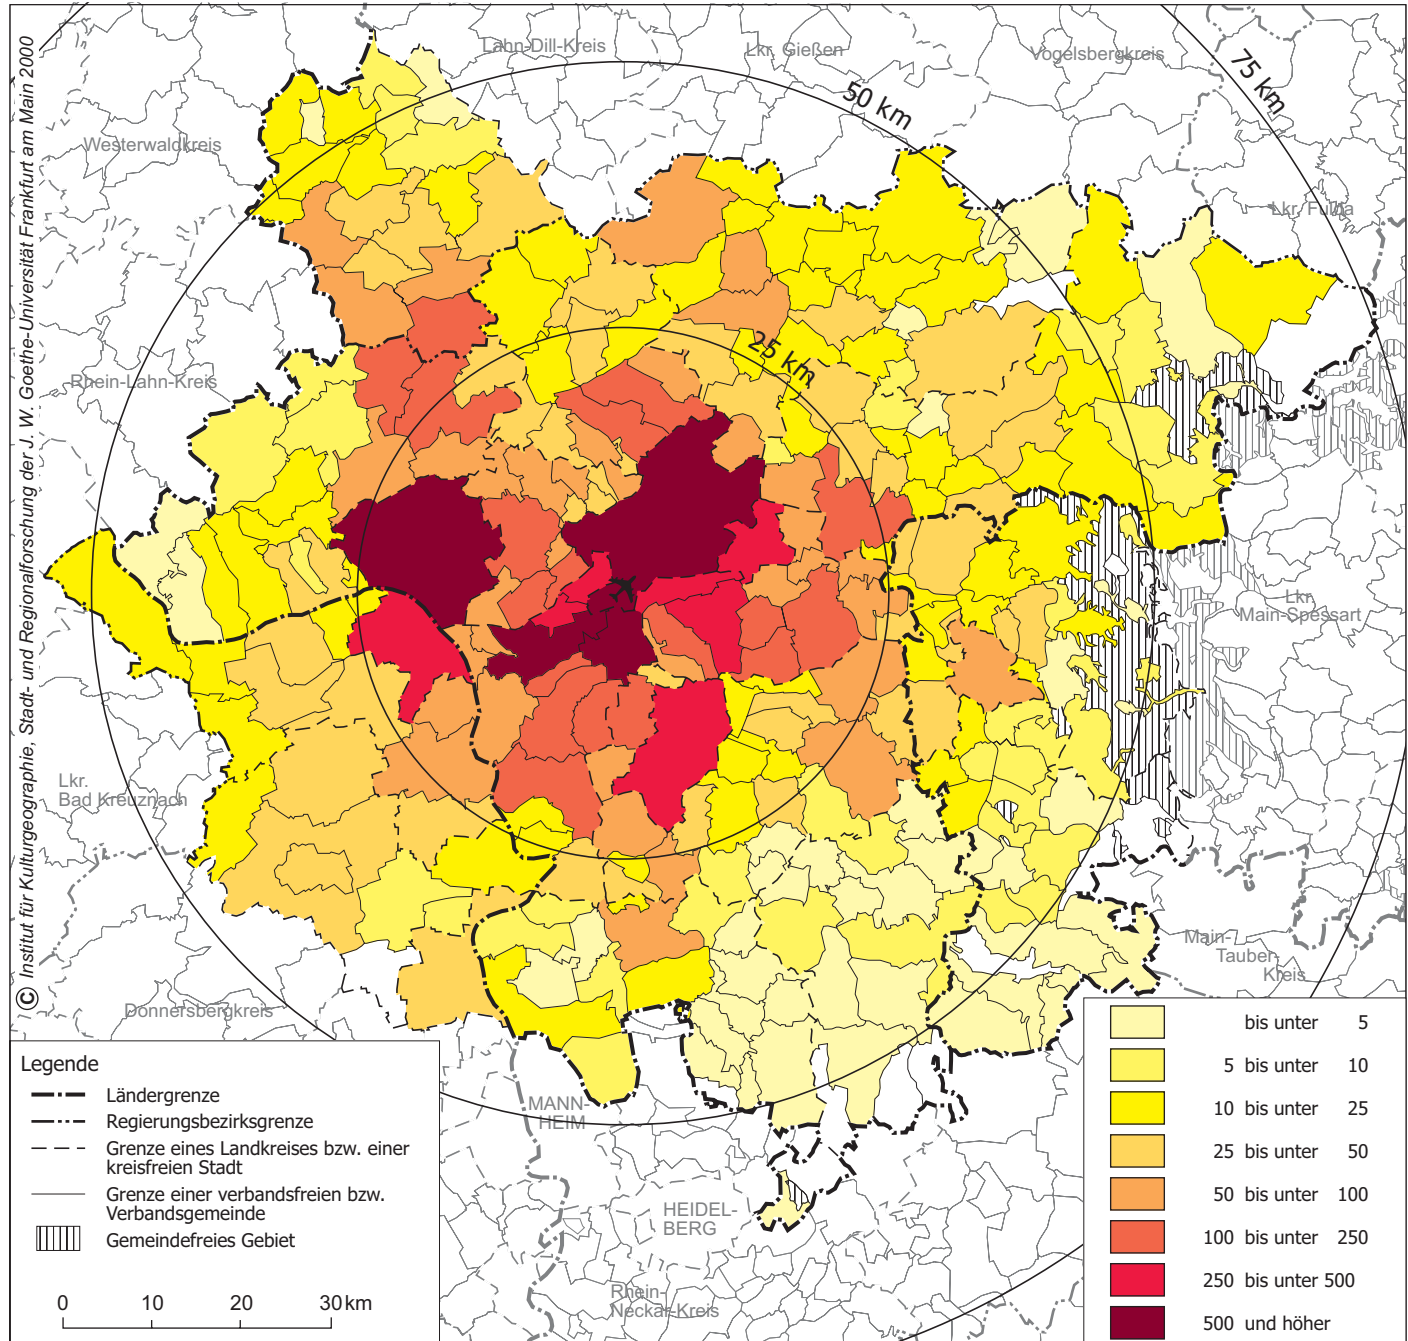 © Institut für Kulturgeographie, Stadt- und Regionalforschung der J. W. Goethe-Universität Frankfurt am Main 2000
Lahn-Dill-Kreis
Lkr. Gießen
Vogelsbergkreis
75 km
50 km
Westerwaldkreis
Lkr. Fulda
25 km
Rhein-Lahn-Kreis
Lkr.
Main-Spessart
Lkr.
Bad Kreuznach
Main-
Tauber-
Kreis
Donnersbergkreis
MANN-
HEIM
HEIDEL-
BERG
Rhein-
Neckar-Kreis
Legende
Ländergrenze
Regierungsbezirksgrenze
Grenze eines Landkreises bzw. einer
kreisfreien Stadt
Grenze einer verbandsfreien bzw.
Verbandsgemeinde
Gemeindefreies Gebiet
0 10 20 30 km
bis unter 5
5 bis unter 10
10 bis unter 25
25 bis unter 50
50 bis unter 100
100 bis unter 250
250 bis unter 500
500 und höher